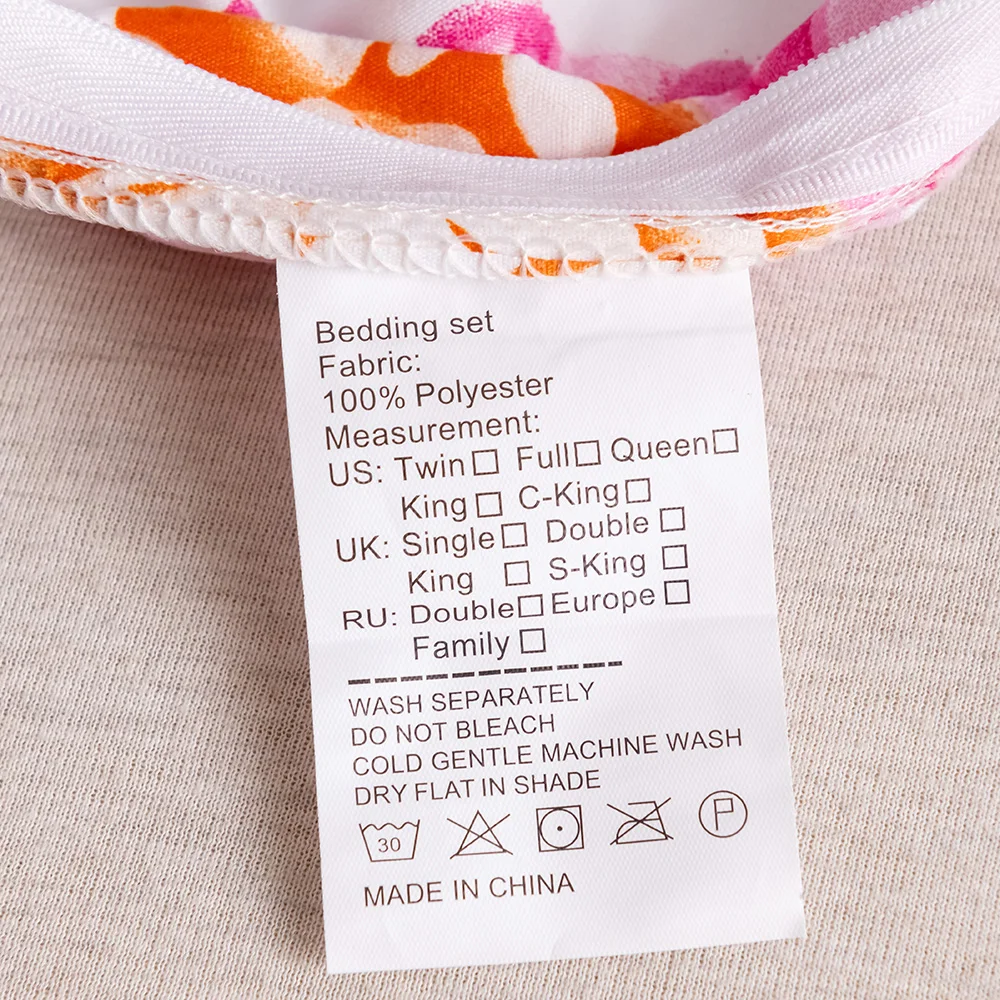 Bedding set
Fabric:
100% Polyester
Measurement:
US: Twin□ Full□ Queen□
King□ C-King□
UK: Single□ Double□
King □ S-King□
RU: Double□ Europe□
Family□
WASH SEPARATELY
DO NOT BLEACH
COLD GENTLE MACHINE WASH
DRY FLAT IN SHADE
30 P
MADE IN CHINA